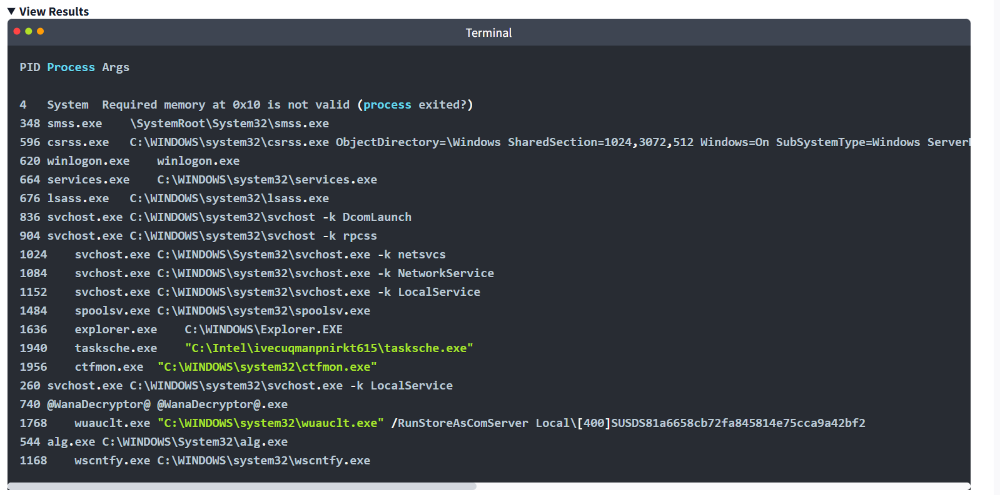 ▼ View Results
Terminal
PID Process Args
4 System Required memory at 0x10 is not valid (process exited?)
348 smss.exe \SystemRoot\System32\smss.exe
596 csrss.exe C:\WINDOWS\system32\csrss.exe ObjectDirectory=\Windows SharedSection=1024,3072,512 Windows=On SubSystemType=Windows
620 winlogon.exe winlogon.exe
664 services.exe C:\WINDOWS\system32\services.exe
676 lsass.exe C:\WINDOWS\system32\lsass.exe
836 svchost.exe C:\WINDOWS\system32\svchost -k DcomLaunch
904 svchost.exe C:\WINDOWS\system32\svchost -k rpcss
1024 svchost.exe C:\WINDOWS\System32\svchost.exe -k netsvcs
1084 svchost.exe C:\WINDOWS\system32\svchost.exe -k NetworkService
1152 svchost.exe C:\WINDOWS\system32\svchost.exe -k LocalService
1484 spoolsv.exe C:\WINDOWS\system32\spoolsv.exe
1636 explorer.exe C:\WINDOWS\Explorer.EXE
1940 tasksche.exe "C:\Intel\ivecuqmanpnirkt615\tasksche.exe"
1956 ctfmon.exe "C:\WINDOWS\system32\ctfmon.exe"
260 svchost.exe C:\WINDOWS\system32\svchost.exe -k LocalService
740 @WanaDecryptor@ @WanaDecryptor@.exe
1768 wuauclt.exe "C:\WINDOWS\system32\wuauclt.exe" /RunStoreAsComServer Local\[400]SUSDS81a6658cb72fa845814e75cca9a42bf2
544 alg.exe C:\WINDOWS\System32\alg.exe
1168 wscntfy.exe C:\WINDOWS\system32\wscntfy.exe